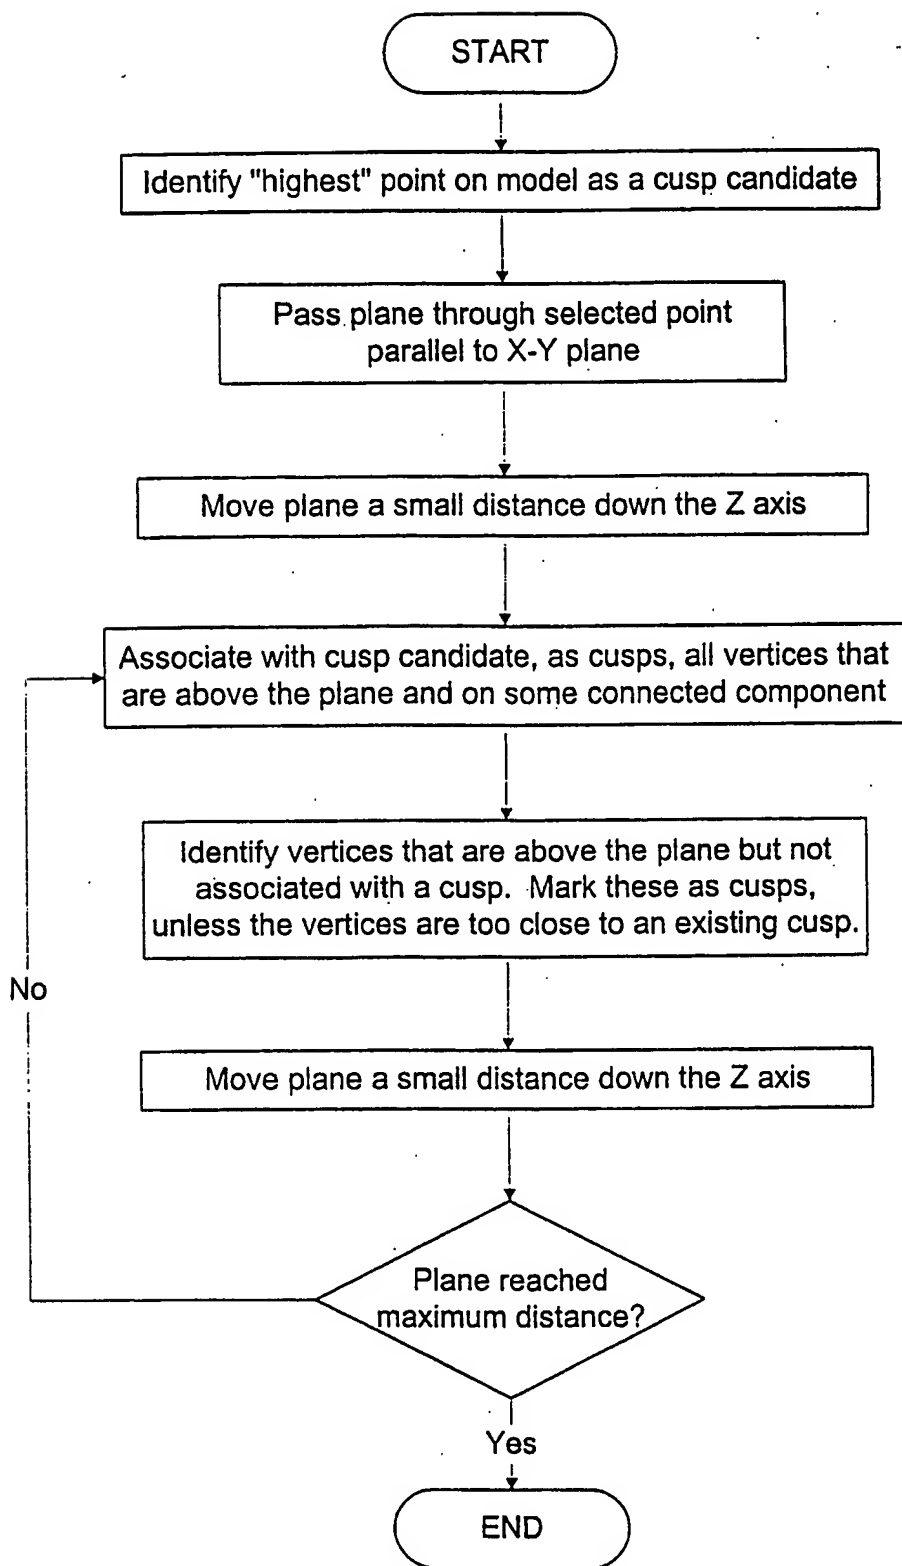 START
Identify "highest" point on model as a cusp candidate
Pass plane through selected point
parallel to X-Y plane
Move plane a small distance down the Z axis
Associate with cusp candidate, as cusps, all vertices that
are above the plane and on some connected component
Identify vertices that are above the plane but not
associated with a cusp. Mark these as cusps,
unless the vertices are too close to an existing cusp.
No
Move plane a small distance down the Z axis
Plane reached
maximum distance?
Yes
END